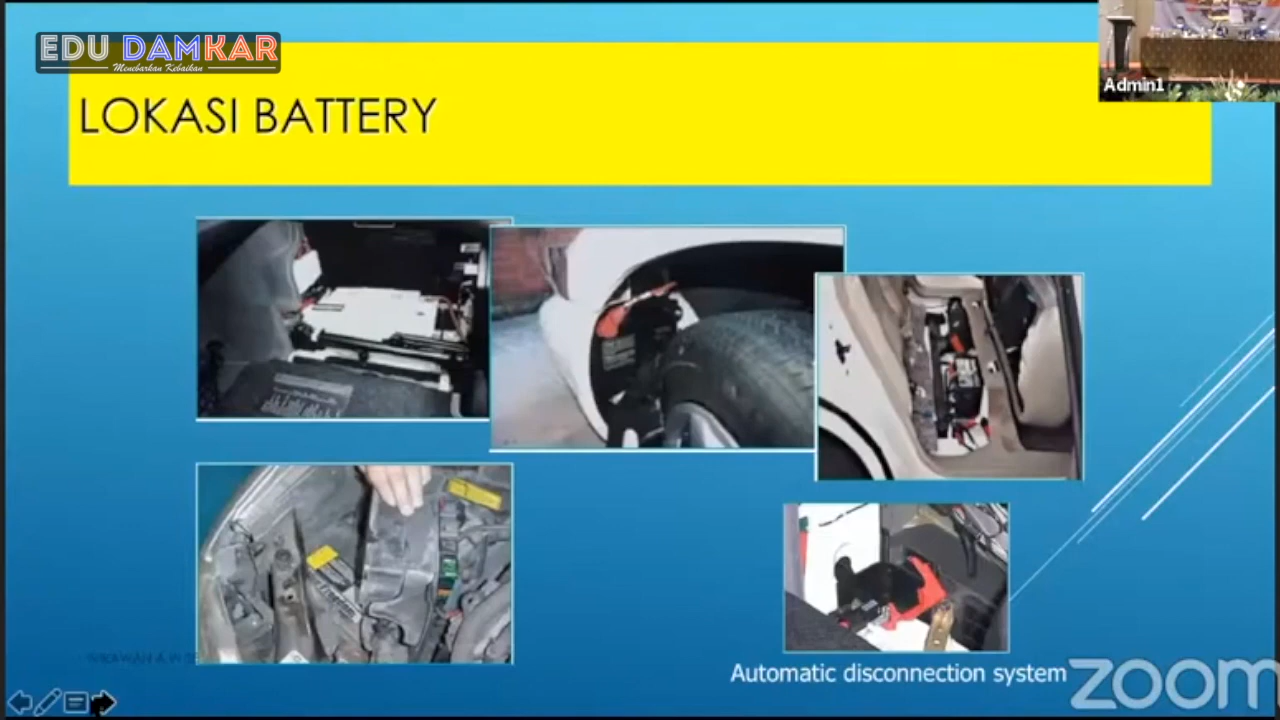 EDU DAMKAR
Menebarkan Kebaikan
Admin1
LOKASI BATTERY
Automatic disconnection system
zoom